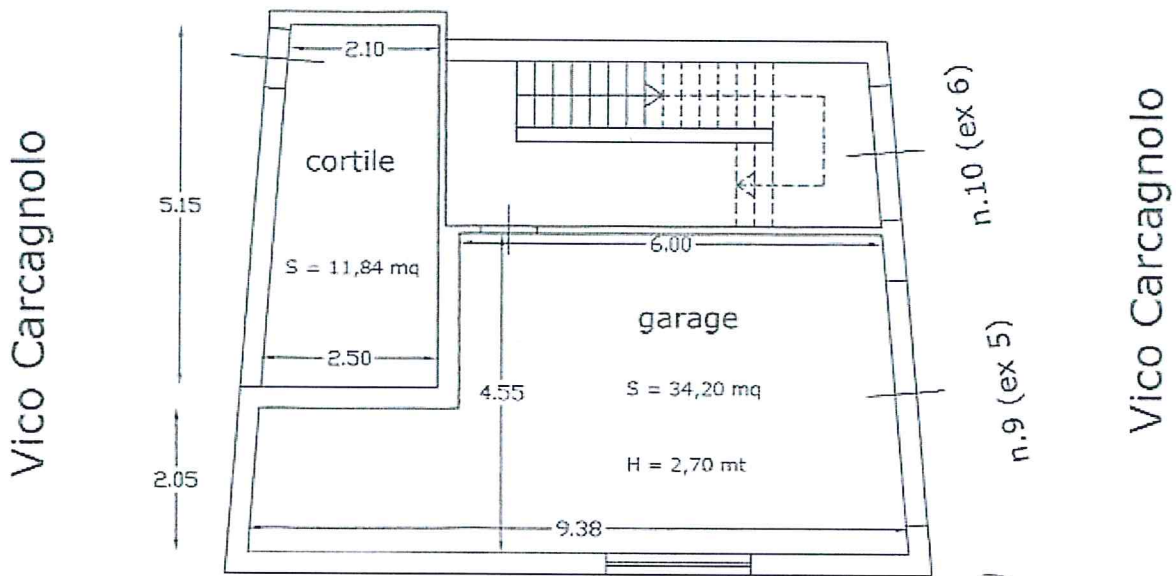 Vico Carcagnolo
5.15
2.05
2.10
cortile
S = 11,84 mq
2.50
6.00
garage
4.55
S = 34,20 mq
H = 2,70 mt
9.38
n.10 (ex 6)
n.9 (ex 5)
Vico Carcagnolo